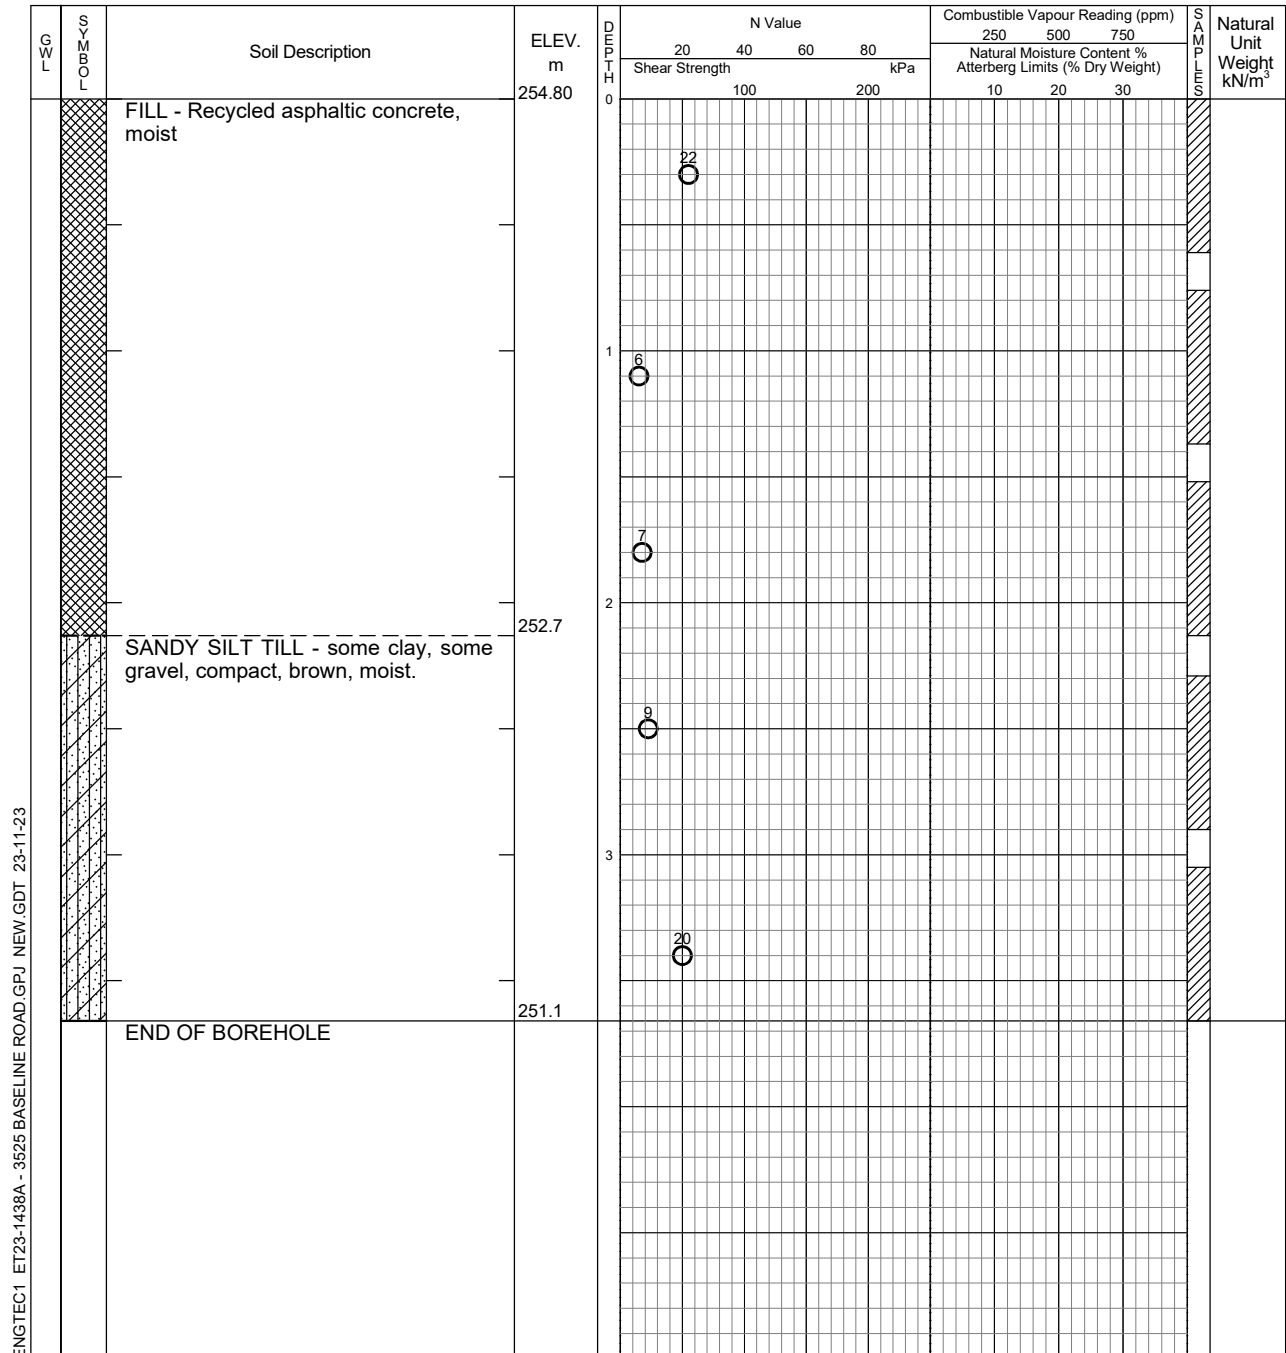 GWL
SYMBOL
Soil Description
ELEV.
m
DEPTH
N Value
20 40 60 80
Shear Strength kPa
100 200
Combustible Vapour Reading (ppm)
250 500 750
Natural Moisture Content %
Atterberg Limits (% Dry Weight)
10 20 30
SAMPLES
Natural
Unit
Weight
kN/m³
254.80
0
FILL - Recycled asphaltic concrete,
moist
22
1
6
7
2
252.7
SANDY SILT TILL - some clay, some
gravel, compact, brown, moist.
9
3
20
251.1
END OF BOREHOLE
ENGTEC1 ET23-1438A - 3525 BASELINE ROAD.GPJ NEW.GDT 23-11-23